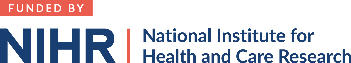 FUNDED BY
NIHR | National Institute for
Health and Care Research